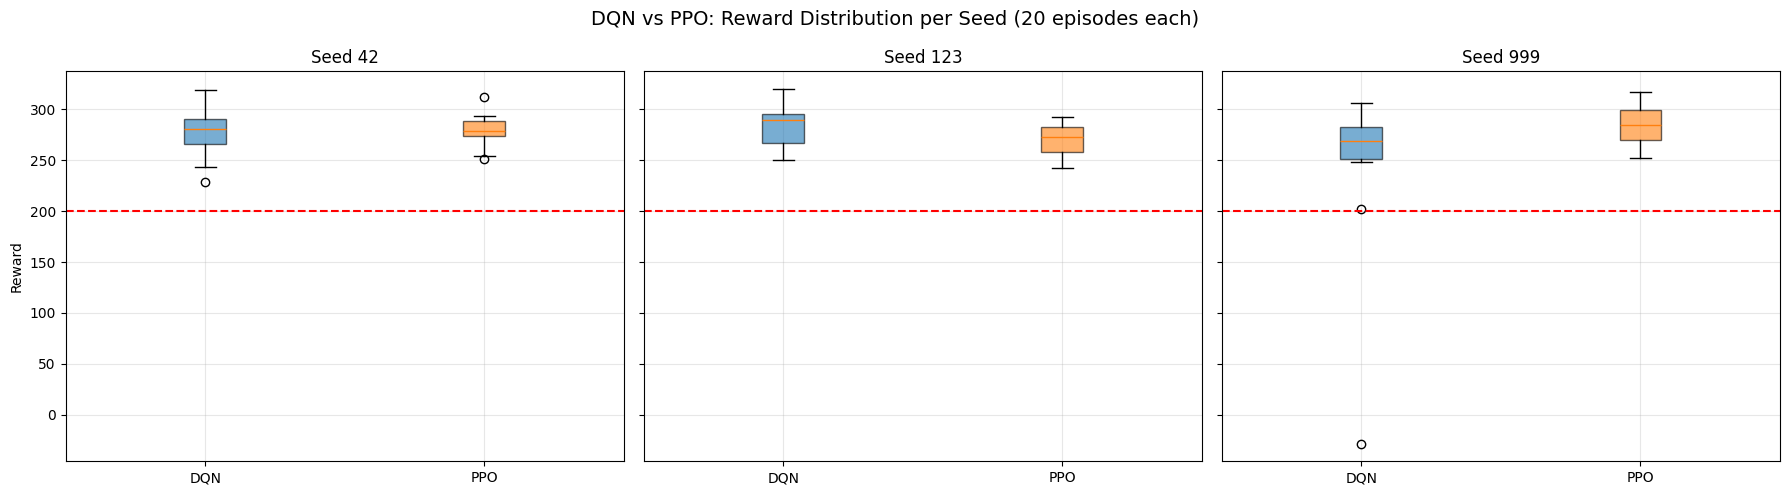 DQN vs PPO: Reward Distribution per Seed (20 episodes each)
Seed 42
Seed 123
Seed 999
Reward
300
250
200
150
100
50
0
DQN
PPO
DQN
PPO
DQN
PPO